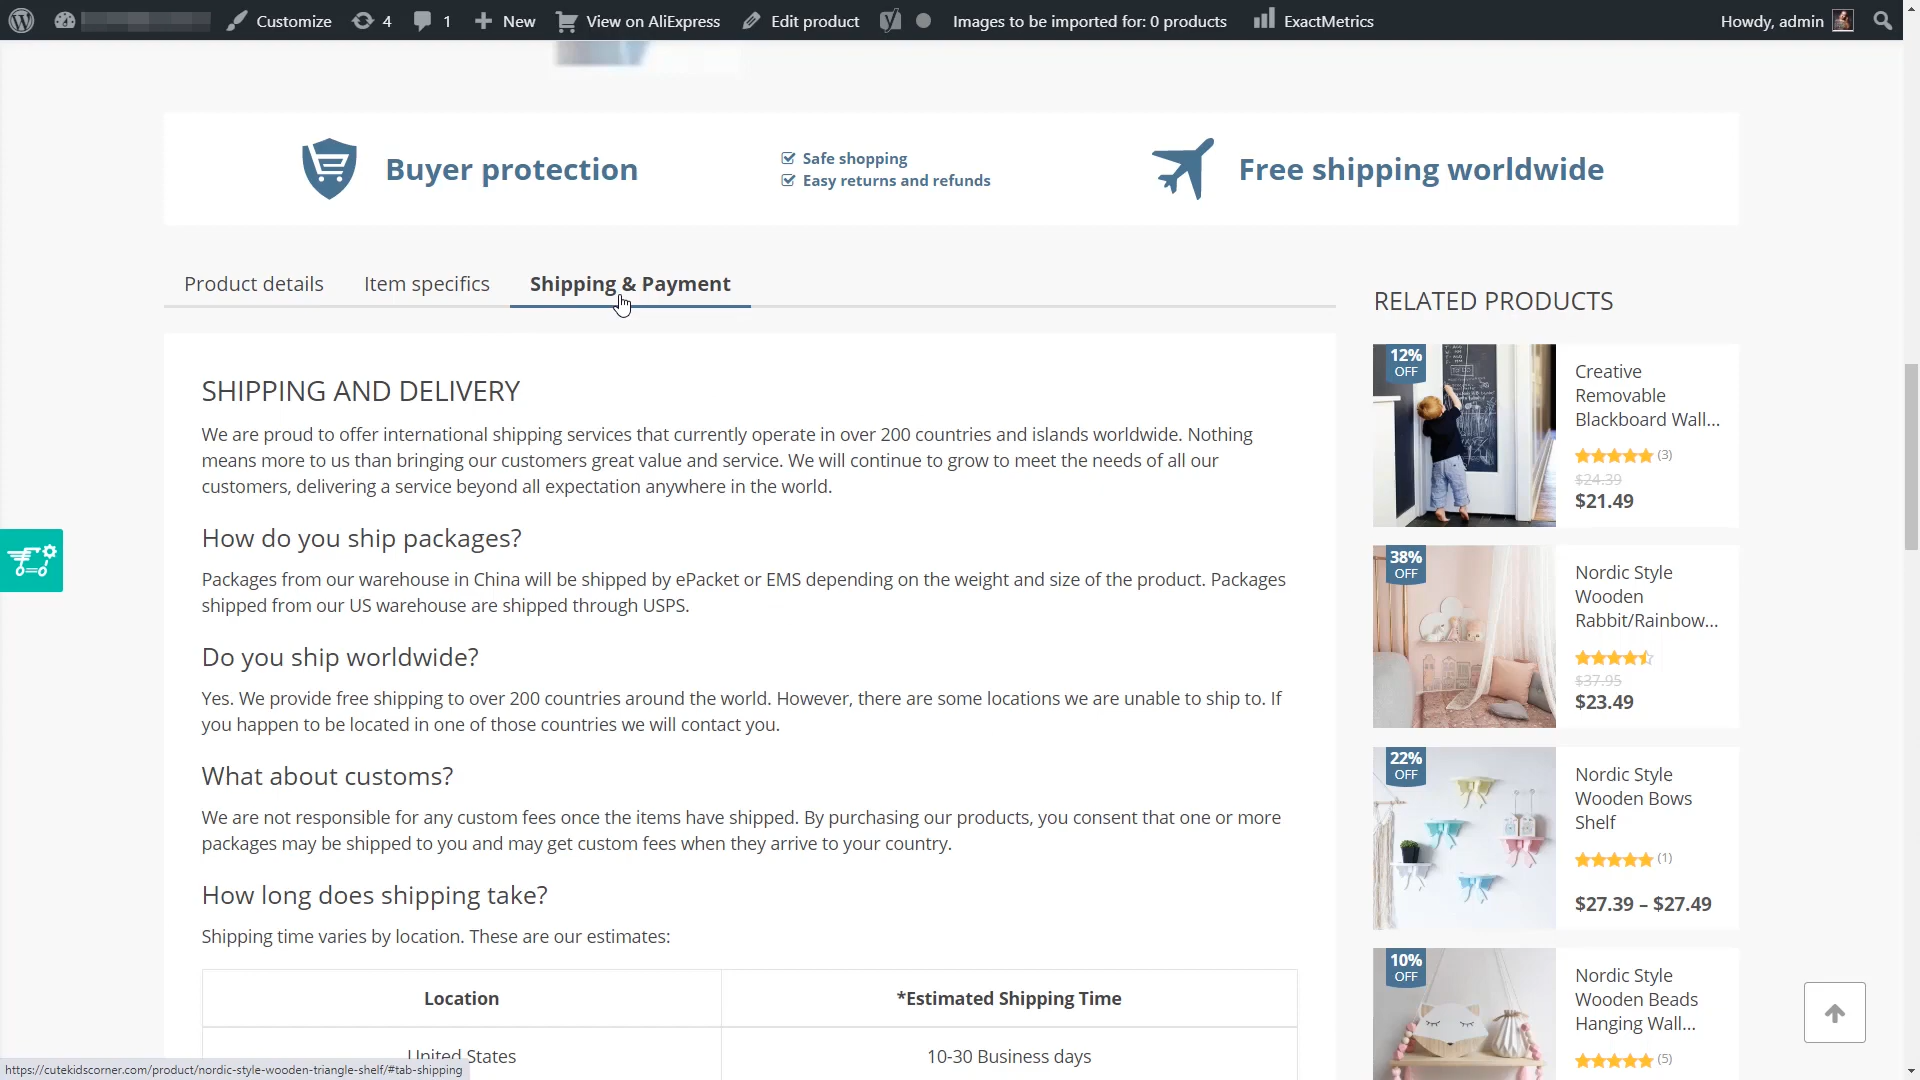 Customize
4
1
New
View on AliExpress
Edit product
Images to be imported for: 0 products
ExactMetrics
Howdy, admin
Buyer protection
Safe shopping
Easy returns and refunds
Free shipping worldwide
Product details
Item specifics
Shipping & Payment
SHIPPING AND DELIVERY
We are proud to offer international shipping services that currently operate in over 200 countries and islands worldwide. Nothing
means more to us than bringing our customers great value and service. We will continue to grow to meet the needs of all our
customers, delivering a service beyond all expectation anywhere in the world.
How do you ship packages?
Packages from our warehouse in China will be shipped by ePacket or EMS depending on the weight and size of the product. Packages
shipped from our US warehouse are shipped through USPS.
Do you ship worldwide?
Yes. We provide free shipping to over 200 countries around the world. However, there are some locations we are unable to ship to. If
you happen to be located in one of those countries we will contact you.
What about customs?
We are not responsible for any custom fees once the items have shipped. By purchasing our products, you consent that one or more
packages may be shipped to you and may get custom fees when they arrive to your country.
How long does shipping take?
Shipping time varies by location. These are our estimates:
Location
*Estimated Shipping Time
United States
10-30 Business days
RELATED PRODUCTS
12%
OFF
Creative
Removable
Blackboard Wall...
(3)
$24.39
$21.49
38%
OFF
Nordic Style
Wooden
Rabbit/Rainbow...
$37.95
$23.49
22%
OFF
Nordic Style
Wooden Bows
Shelf
(1)
$27.39 – $27.49
10%
OFF
Nordic Style
Wooden Beads
Hanging Wall...
(5)
https://cutekidscorner.com/product/nordic-style-wooden-triangle-shelf/#tab-shipping